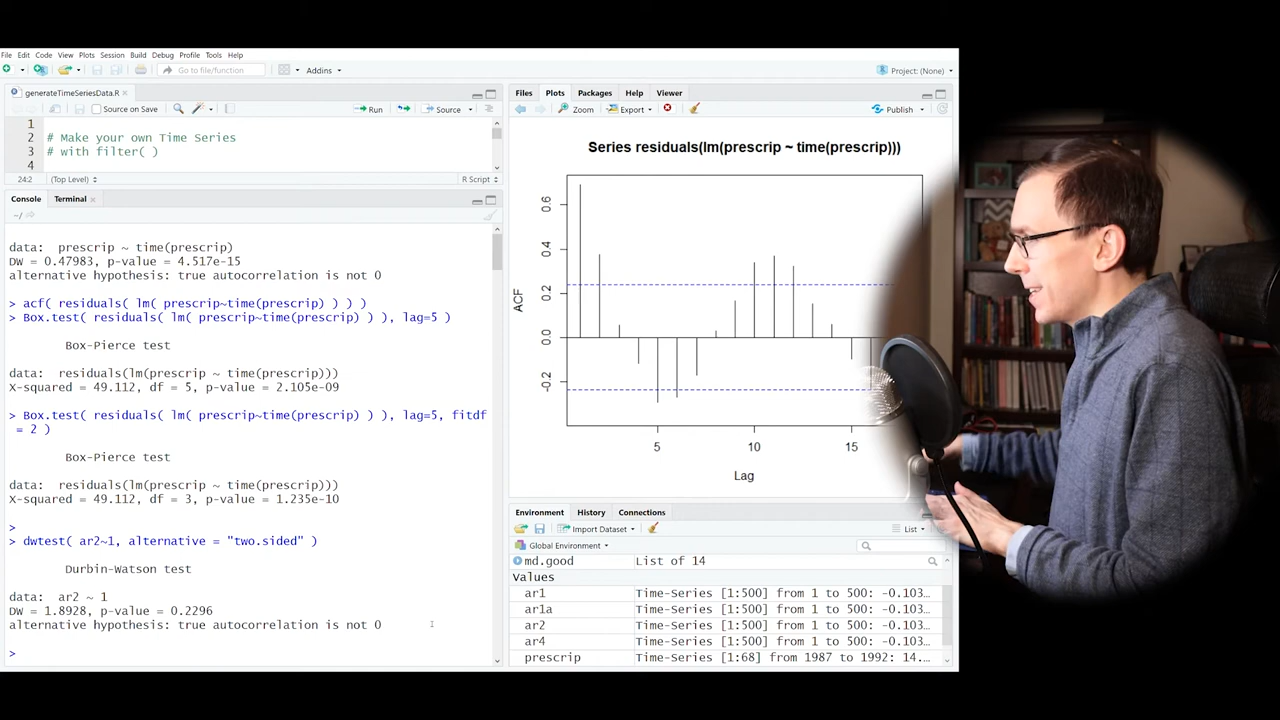 File Edit Code View Plots Session Build Debug Profile Tools Help
Go to file/function Addins Project: (None)
generateTimeSeriesData.R
Source on Save Run Source
1
2 # Make your own Time Series
3 # with filter( )
4
24:2 (Top Level) R Script
Console Terminal
~/
data: prescrip ~ time(prescrip)
DW = 0.47983, p-value = 4.517e-15
alternative hypothesis: true autocorrelation is not 0
> acf( residuals( lm( prescrip~time(prescrip) ) ) )
> Box.test( residuals( lm( prescrip~time(prescrip) ) ), lag=5 )
Box-Pierce test
data: residuals(lm(prescrip ~ time(prescrip)))
X-squared = 49.112, df = 5, p-value = 2.105e-09
> Box.test( residuals( lm( prescrip~time(prescrip) ) ), lag=5, fitdf
= 2 )
Box-Pierce test
data: residuals(lm(prescrip ~ time(prescrip)))
X-squared = 49.112, df = 3, p-value = 1.235e-10
>
> dwtest( ar2~1, alternative = "two.sided" )
Durbin-Watson test
data: ar2 ~ 1
DW = 1.8928, p-value = 0.2296
alternative hypothesis: true autocorrelation is not 0
>
Files Plots Packages Help Viewer
Zoom Export Publish
Series residuals(lm(prescrip ~ time(prescrip)))
ACF
0.6
0.4
0.2
0.0
-0.2
5 10 15
Lag
Environment History Connections
Import Dataset List
Global Environment
md.good List of 14
Values
ar1 Time-Series [1:500] from 1 to 500: -0.103…
ar1a Time-Series [1:500] from 1 to 500: -0.103…
ar2 Time-Series [1:500] from 1 to 500: -0.103…
ar4 Time-Series [1:500] from 1 to 500: -0.103…
prescrip Time-Series [1:68] from 1987 to 1992: 14.…